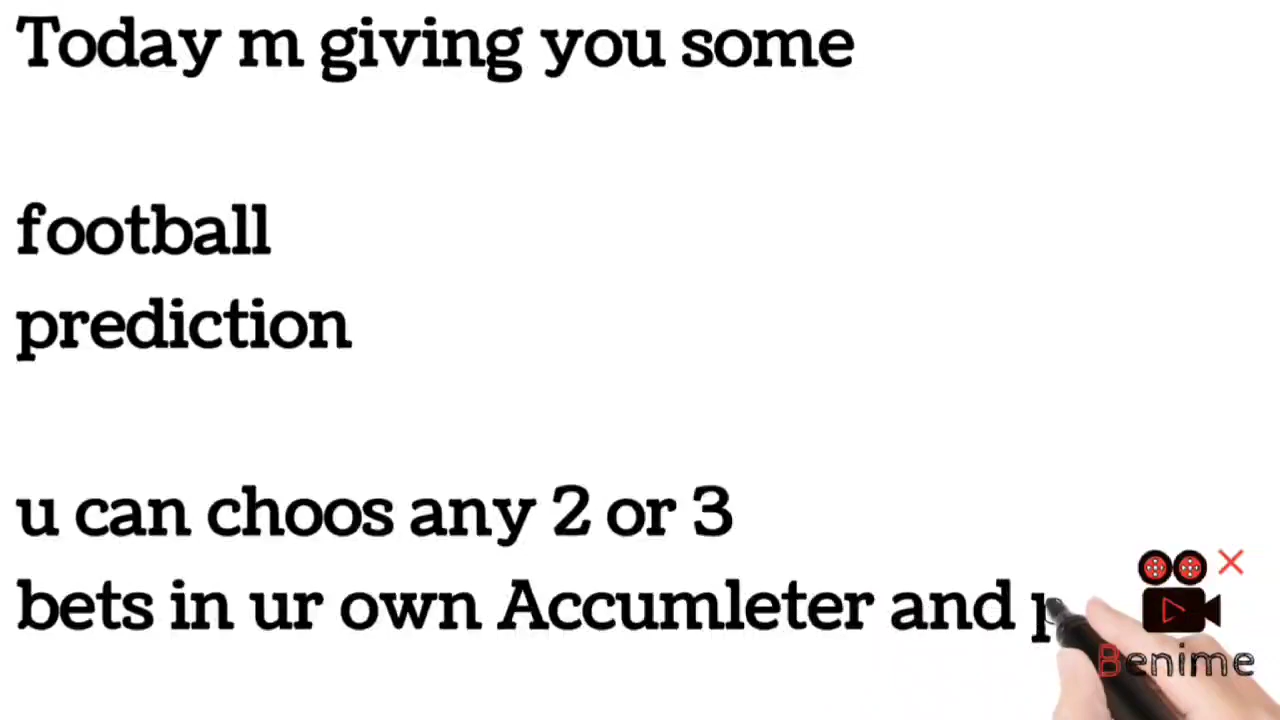 Today m giving you some
football
prediction
u can choos any 2 or 3
bets in ur own Accumleter and
Benime